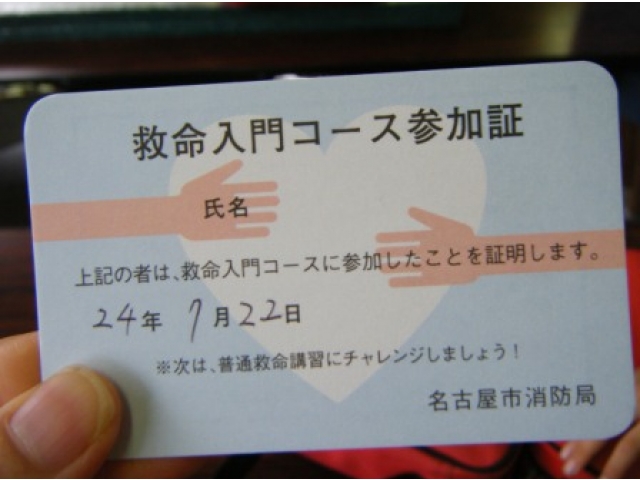 救命入門コース参加証
氏名
上記の者は、救命入門コースに参加したことを証明します。
24年 7月22日
※次は、普通救命講習にチャレンジしましょう!
名古屋市消防局